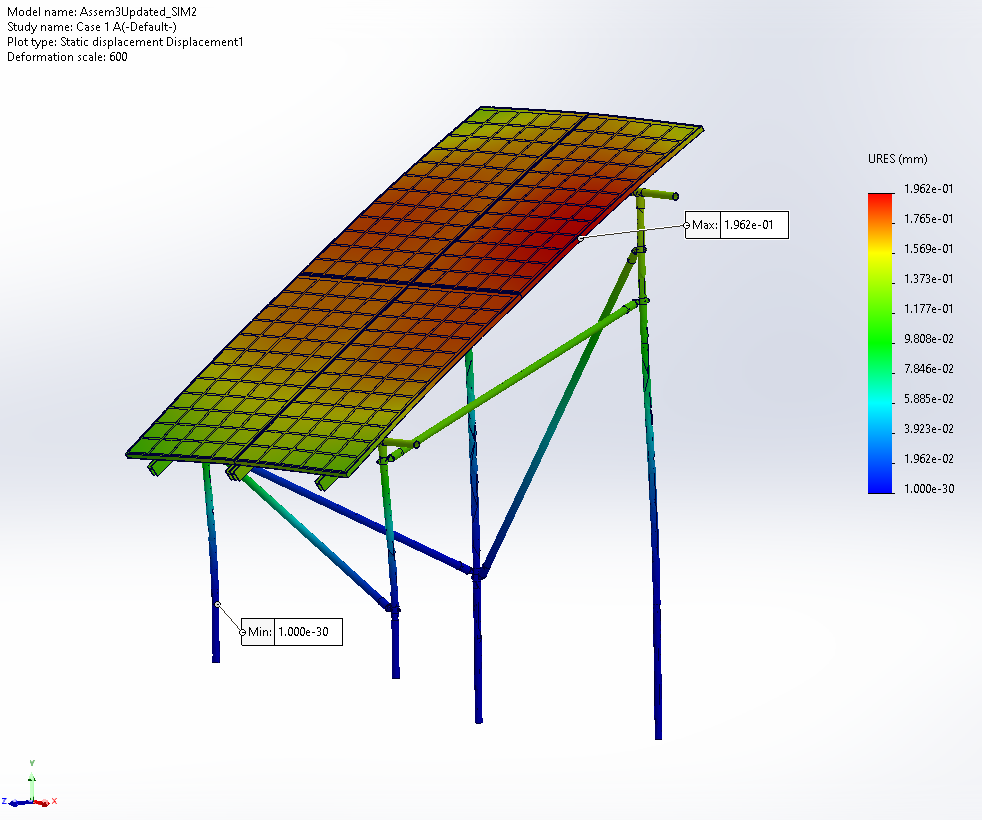 Model name: Assem3Updated_SIM2
Study name: Case 1 A(-Default-)
Plot type: Static displacement Displacement1
Deformation scale: 600
URES (mm)
1.962e-01
1.765e-01
1.569e-01
1.373e-01
1.177e-01
9.808e-02
7.846e-02
5.885e-02
3.923e-02
1.962e-02
1.000e-30
Max: 1.962e-01
Min: 1.000e-30
Y
Z X